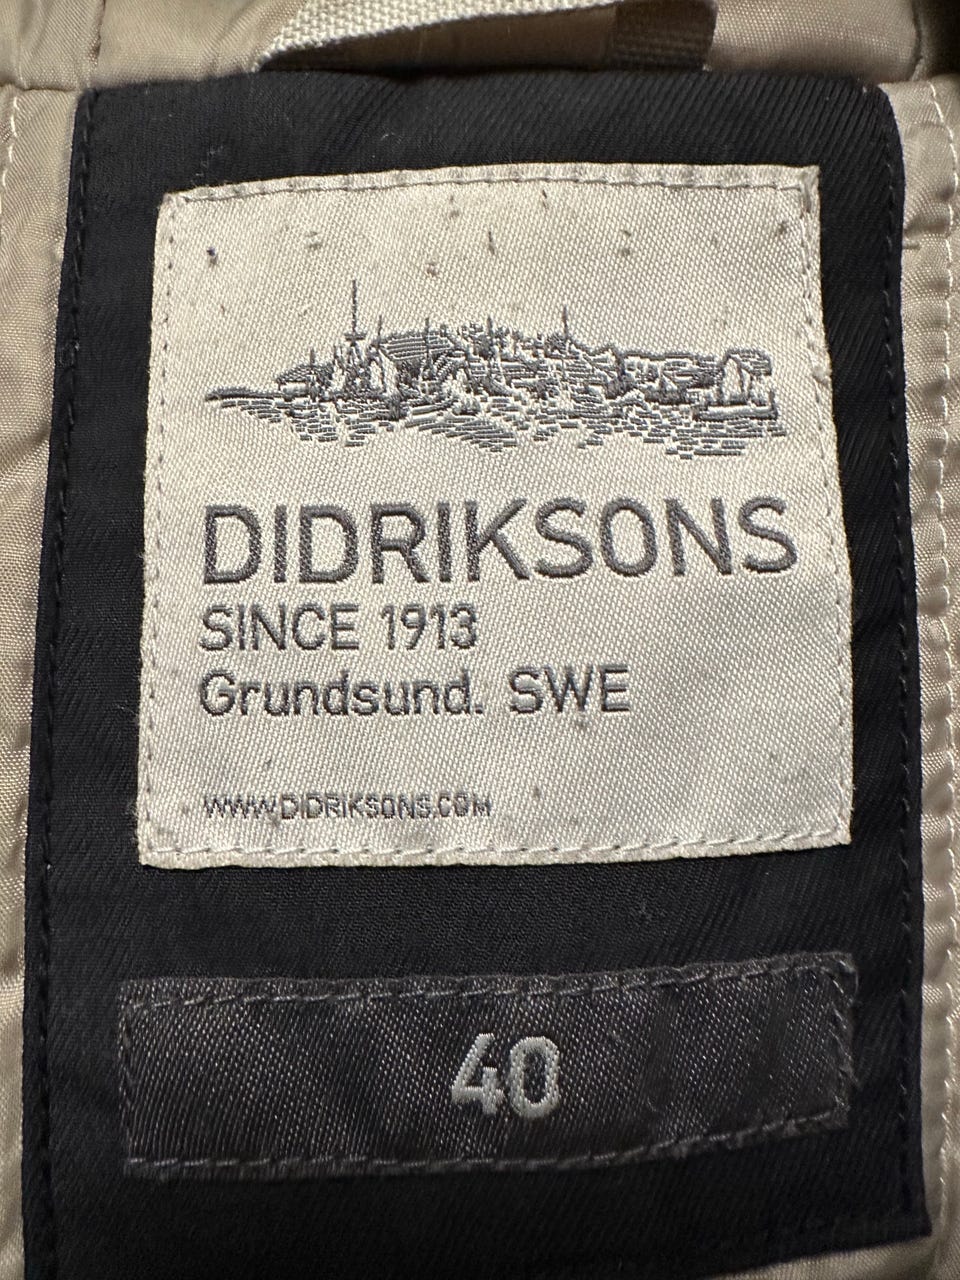 DIDRIKSONS
SINCE 1913
Grundsund. SWE
WWW.DIDRIKSONS.COM
40